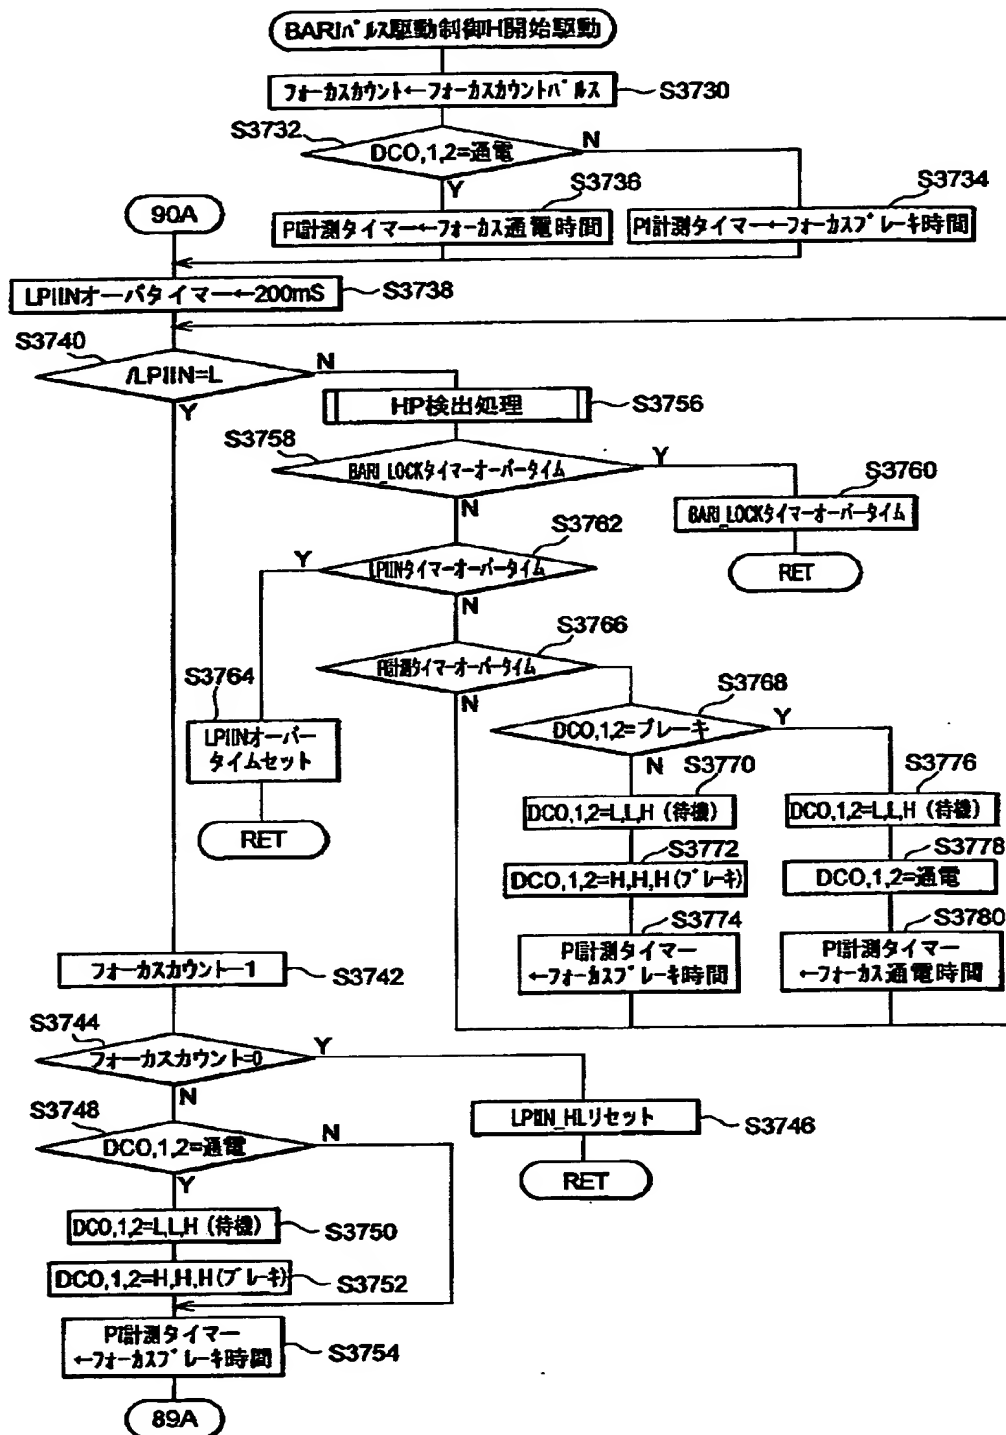 BARIパルス駆動制御H開始駆動
フォーカスカウント←フォーカスカウントパルス
S3730
S3732
DCO,1,2=通電
N
Y
S3736
PI計測タイマー←フォーカス通電時間
S3734
PI計測タイマー←フォーカスブレーキ時間
90A
LPIINオーバタイマー←200mS
S3738
S3740
/LPIIN=L
N
Y
HP検出処理
S3756
S3758
BARI_LOCKタイマーオーバータイム
Y
N
S3760
BARI_LOCKタイマーオーバータイム
RET
S3762
LPIINタイマーオーバータイム
Y
N
S3766
PI計測タイマーオーバータイム
N
S3764
LPIINオーバー
タイムセット
RET
S3768
DCO,1,2=ブレーキ
Y
N
S3770
DCO,1,2=L,L,H (待機)
S3772
DCO,1,2=H,H,H(ブレーキ)
S3774
PI計測タイマー
←フォーカスブレーキ時間
S3776
DCO,1,2=L,L,H (待機)
S3778
DCO,1,2=通電
S3780
PI計測タイマー
←フォーカス通電時間
フォーカスカウント-1
S3742
S3744
フォーカスカウント=0
Y
N
LPIIN_HLリセット
S3746
RET
S3748
DCO,1,2=通電
N
Y
DCO,1,2=L,L,H (待機)
S3750
DCO,1,2=H,H,H(ブレーキ)
S3752
PI計測タイマー
←フォーカスブレーキ時間
S3754
89A